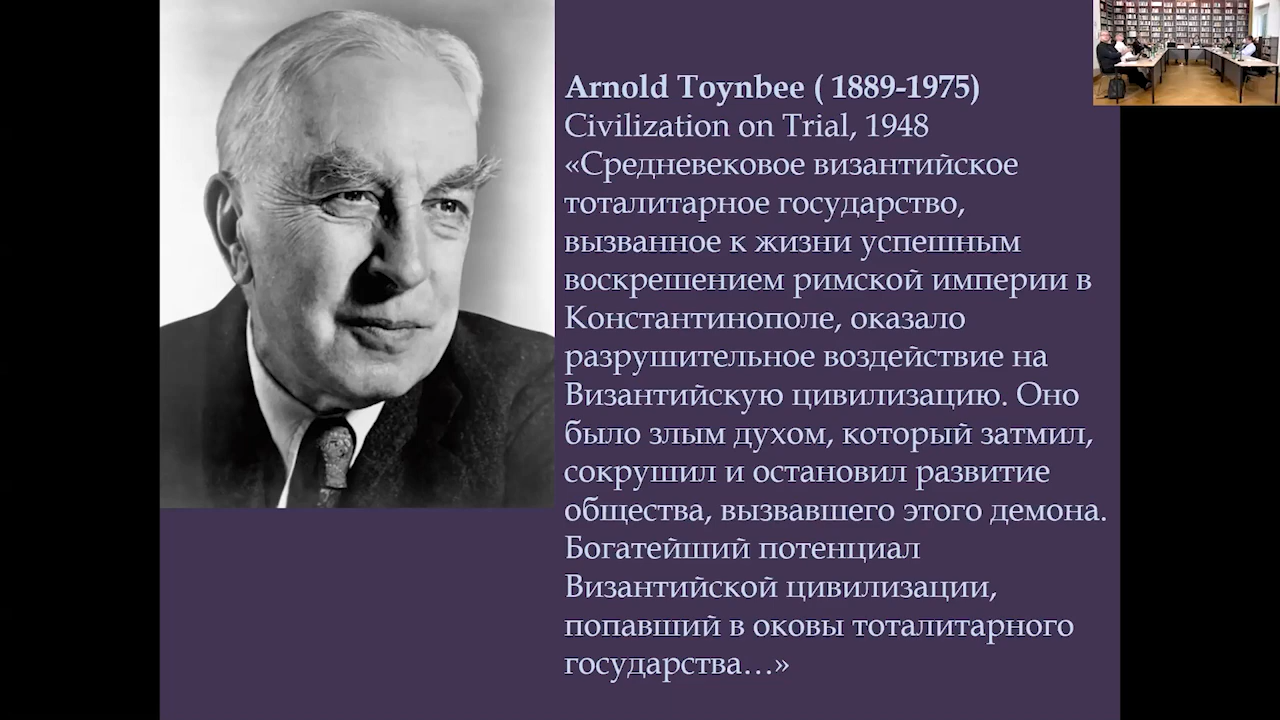 Arnold Toynbee ( 1889-1975)
Civilization on Trial, 1948
«Средневековое византийское
тоталитарное государство,
вызванное к жизни успешным
воскрешением римской империи в
Константинополе, оказало
разрушительное воздействие на
Византийскую цивилизацию. Оно
было злым духом, который затмил,
сокрушил и остановил развитие
общества, вызвавшего этого демона.
Богатейший потенциал
Византийской цивилизации,
попавший в оковы тоталитарного
государства…»